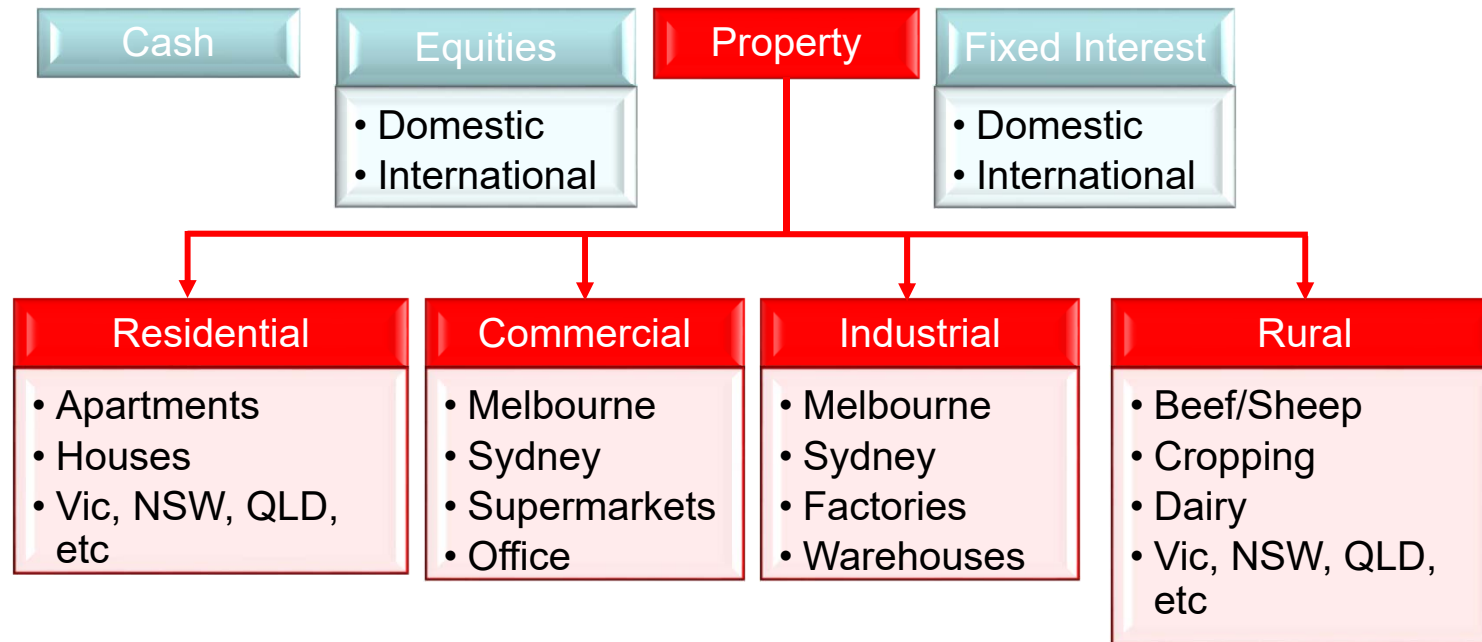 Cash
Equities
• Domestic
• International
Property
Fixed Interest
• Domestic
• International
Residential
• Apartments
• Houses
• Vic, NSW, QLD,
etc
Commercial
• Melbourne
• Sydney
• Supermarkets
• Office
Industrial
• Melbourne
• Sydney
• Factories
• Warehouses
Rural
• Beef/Sheep
• Cropping
• Dairy
• Vic, NSW, QLD,
etc